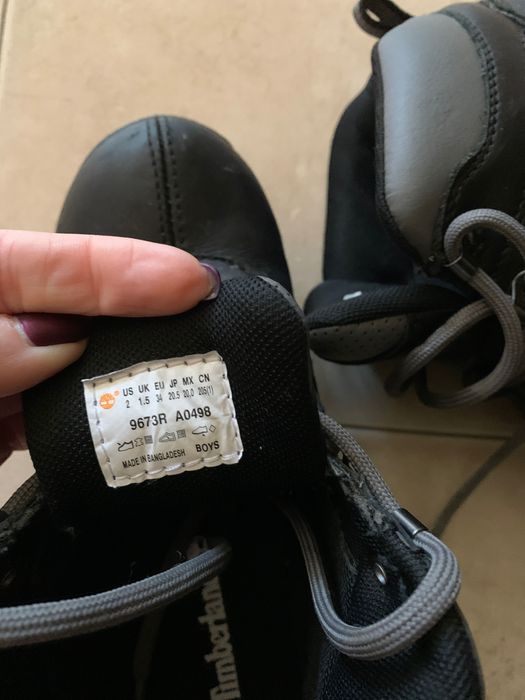 US UK EU JP MX CN
2 1.5 34 20.5 20.0 205(1)
9673R A0498
MADE IN BANGLADESH BOYS
Timberland